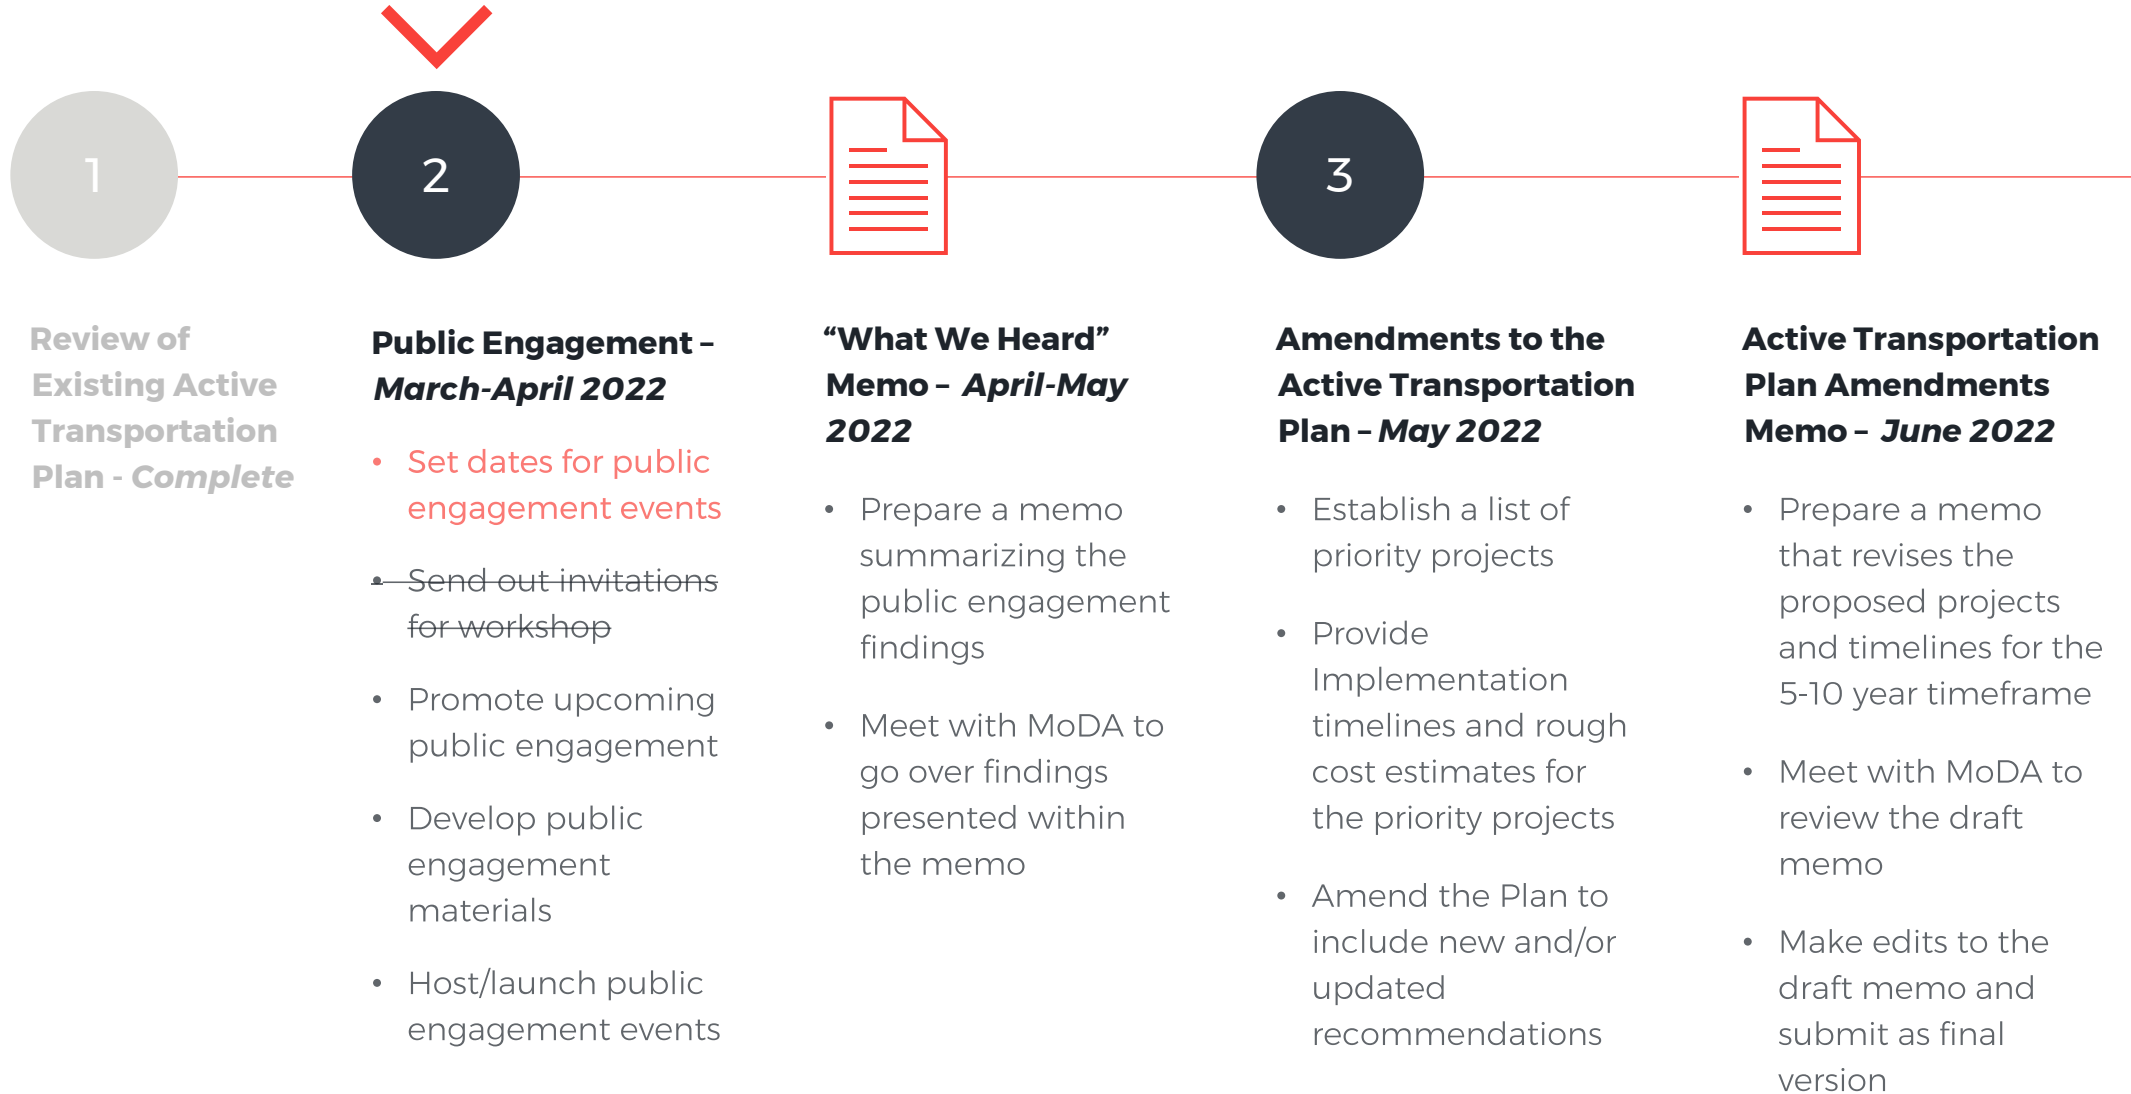 1
Review of
Existing Active
Transportation
Plan - Complete
2
Public Engagement –
March-April 2022
• Set dates for public
engagement events
• Send out invitations
for workshop
• Promote upcoming
public engagement
• Develop public
engagement
materials
• Host/launch public
engagement events
“What We Heard”
Memo – April-May
2022
• Prepare a memo
summarizing the
public engagement
findings
• Meet with MoDA to
go over findings
presented within
the memo
3
Amendments to the
Active Transportation
Plan – May 2022
• Establish a list of
priority projects
• Provide
Implementation
timelines and rough
cost estimates for
the priority projects
• Amend the Plan to
include new and/or
updated
recommendations
Active Transportation
Plan Amendments
Memo – June 2022
• Prepare a memo
that revises the
proposed projects
and timelines for the
5-10 year timeframe
• Meet with MoDA to
review the draft
memo
• Make edits to the
draft memo and
submit as final
version